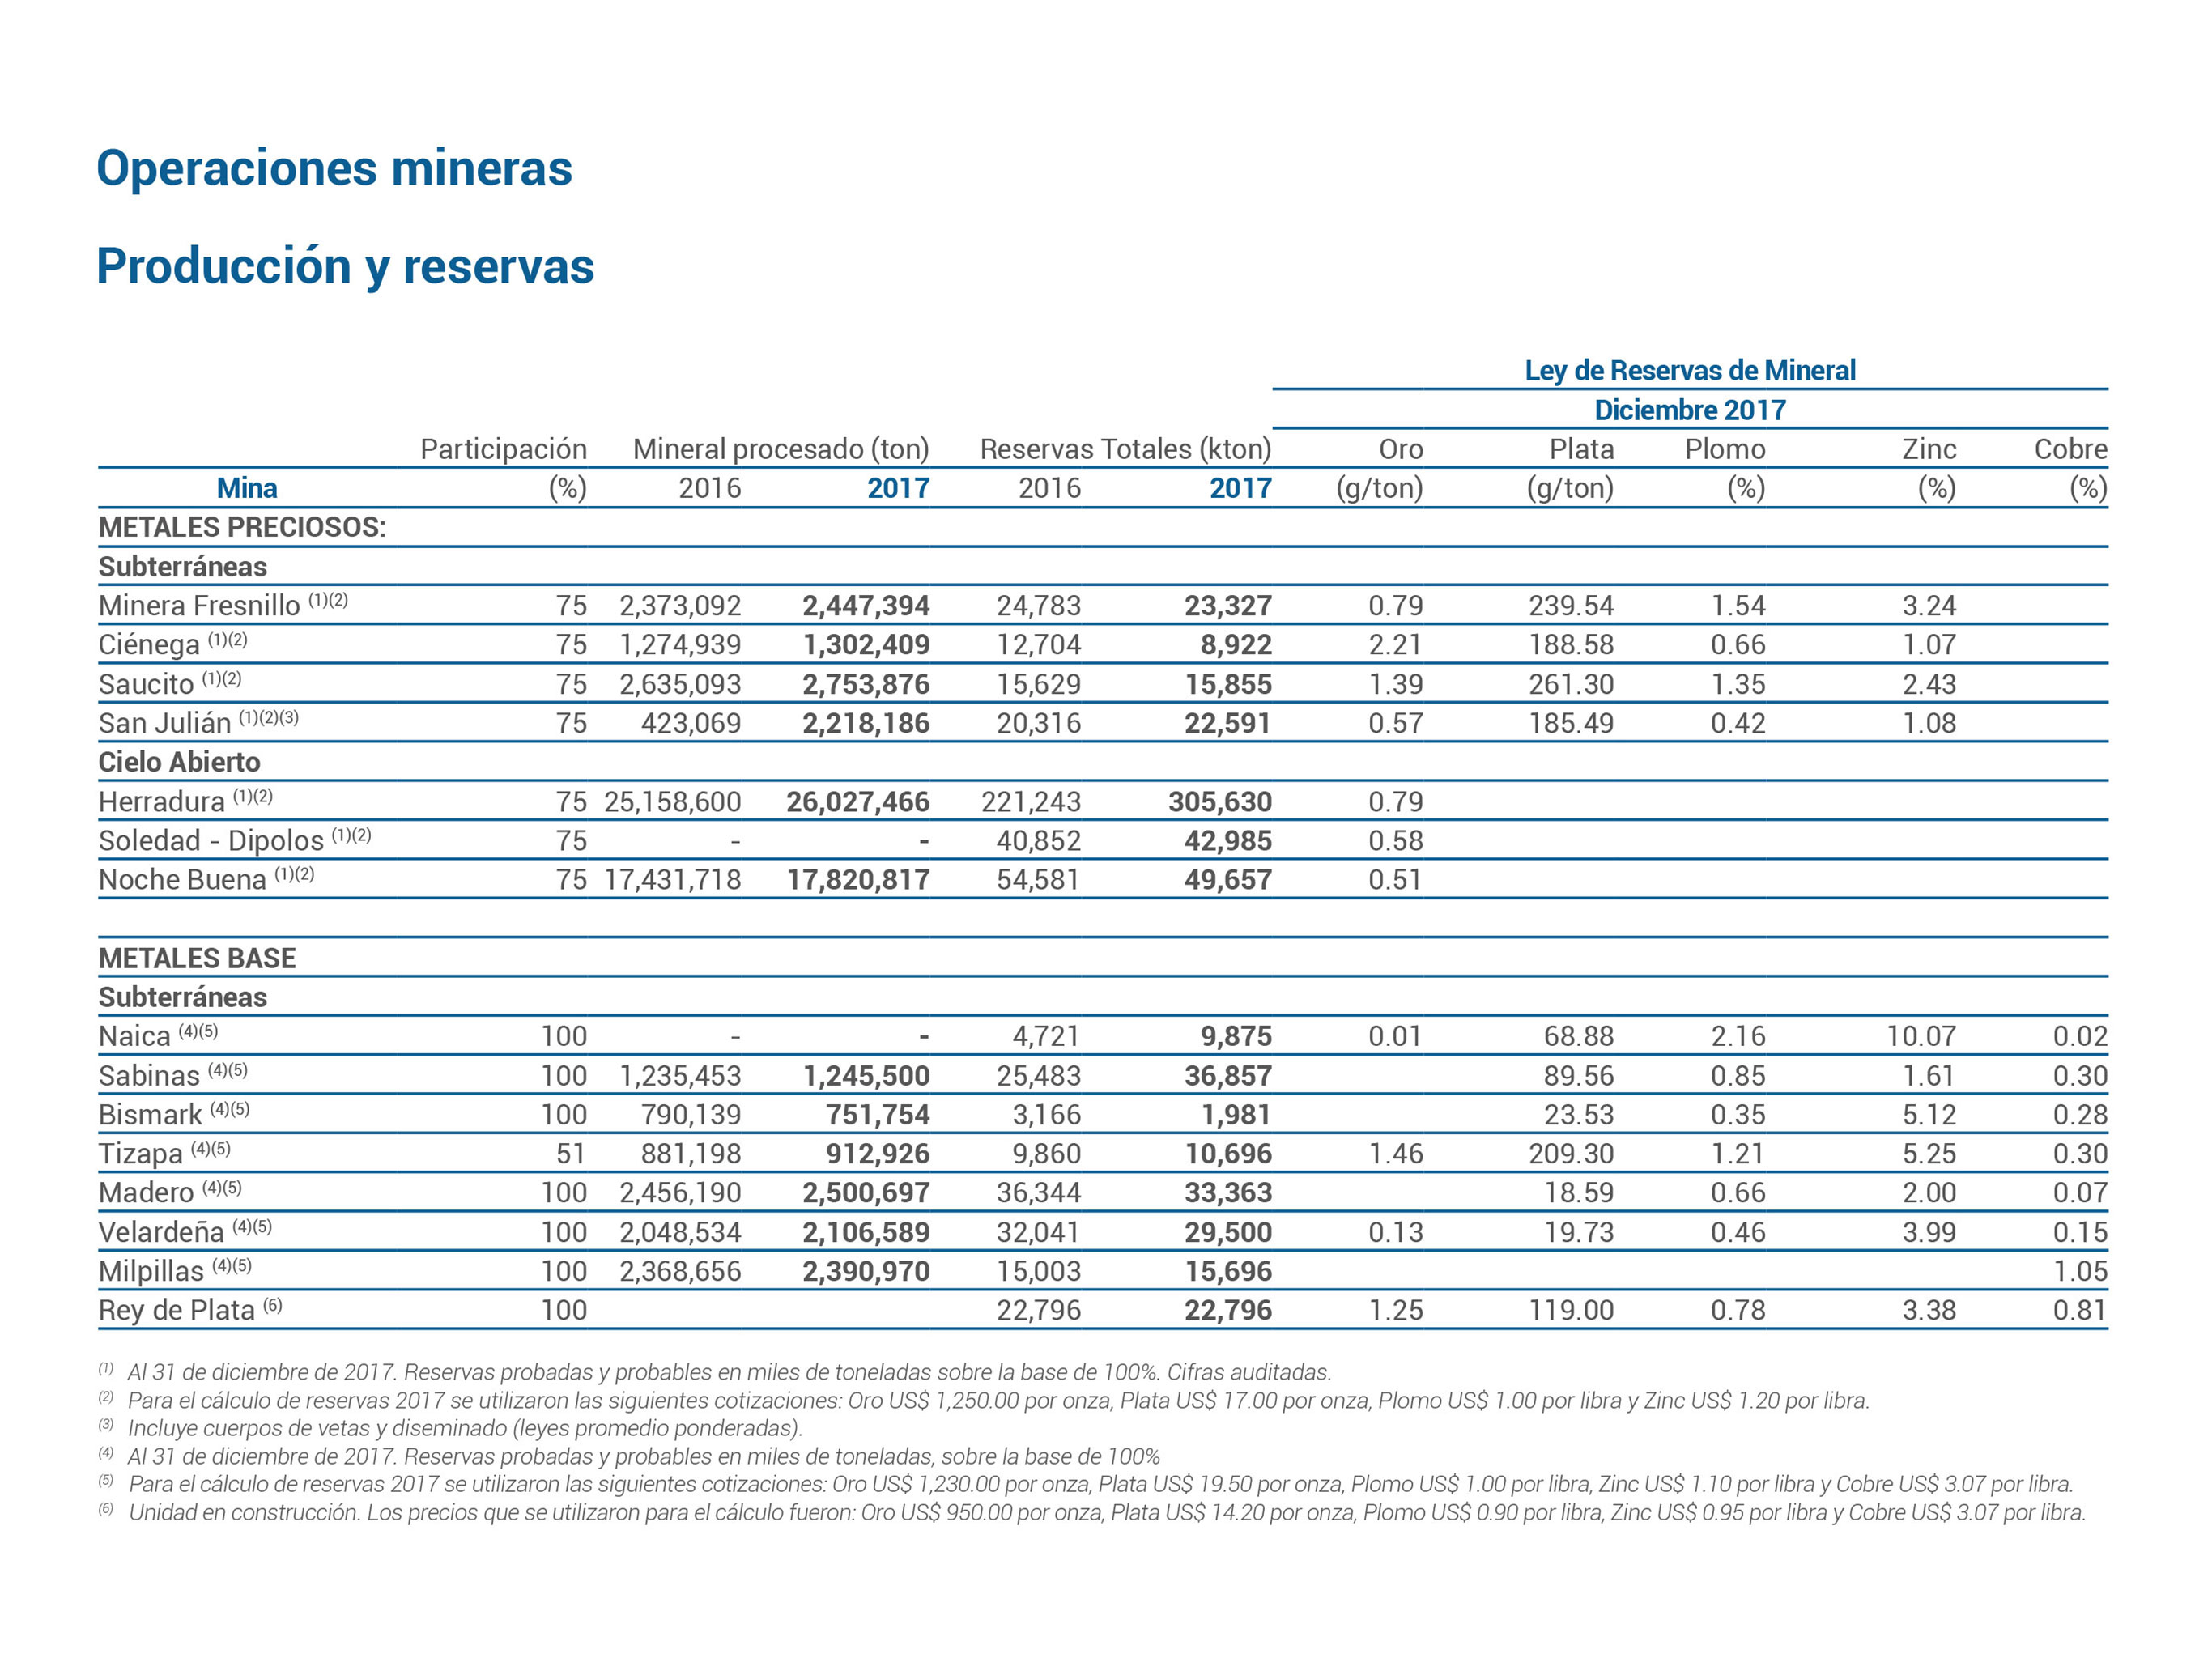 Operaciones mineras
Producción y reservas
Ley de Reservas de Mineral
Diciembre 2017
Participación Mineral procesado (ton) Reservas Totales (kton) Oro Plata Plomo Zinc Cobre
Mina (%) 2016 2017 2016 2017 (g/ton) (g/ton) (%) (%) (%)
METALES PRECIOSOS:
Subterráneas
Minera Fresnillo (1)(2) 75 2,373,092 2,447,394 24,783 23,327 0.79 239.54 1.54 3.24
Ciénega (1)(2) 75 1,274,939 1,302,409 12,704 8,922 2.21 188.58 0.66 1.07
Saucito (1)(2) 75 2,635,093 2,753,876 15,629 15,855 1.39 261.30 1.35 2.43
San Julián (1)(2)(3) 75 423,069 2,218,186 20,316 22,591 0.57 185.49 0.42 1.08
Cielo Abierto
Herradura (1)(2) 75 25,158,600 26,027,466 221,243 305,630 0.79
Soledad - Dipolos (1)(2) 75 - - 40,852 42,985 0.58
Noche Buena (1)(2) 75 17,431,718 17,820,817 54,581 49,657 0.51
METALES BASE
Subterráneas
Naica (4)(5) 100 - - 4,721 9,875 0.01 68.88 2.16 10.07 0.02
Sabinas (4)(5) 100 1,235,453 1,245,500 25,483 36,857 89.56 0.85 1.61 0.30
Bismark (4)(5) 100 790,139 751,754 3,166 1,981 23.53 0.35 5.12 0.28
Tizapa (4)(5) 51 881,198 912,926 9,860 10,696 1.46 209.30 1.21 5.25 0.30
Madero (4)(5) 100 2,456,190 2,500,697 36,344 33,363 18.59 0.66 2.00 0.07
Velardeña (4)(5) 100 2,048,534 2,106,589 32,041 29,500 0.13 19.73 0.46 3.99 0.15
Milpillas (4)(5) 100 2,368,656 2,390,970 15,003 15,696 1.05
Rey de Plata (6) 100 22,796 22,796 1.25 119.00 0.78 3.38 0.81
(1) Al 31 de diciembre de 2017. Reservas probadas y probables en miles de toneladas sobre la base de 100%. Cifras auditadas.
(2) Para el cálculo de reservas 2017 se utilizaron las siguientes cotizaciones: Oro US$ 1,250.00 por onza, Plata US$ 17.00 por onza, Plomo US$ 1.00 por libra y Zinc US$ 1.20 por libra.
(3) Incluye cuerpos de vetas y diseminado (leyes promedio ponderadas).
(4) Al 31 de diciembre de 2017. Reservas probadas y probables en miles de toneladas, sobre la base de 100%
(5) Para el cálculo de reservas 2017 se utilizaron las siguientes cotizaciones: Oro US$ 1,230.00 por onza, Plata US$ 19.50 por onza, Plomo US$ 1.00 por libra, Zinc US$ 1.10 por libra y Cobre US$ 3.07 por libra.
(6) Unidad en construcción. Los precios que se utilizaron para el cálculo fueron: Oro US$ 950.00 por onza, Plata US$ 14.20 por onza, Plomo US$ 0.90 por libra, Zinc US$ 0.95 por libra y Cobre US$ 3.07 por libra.